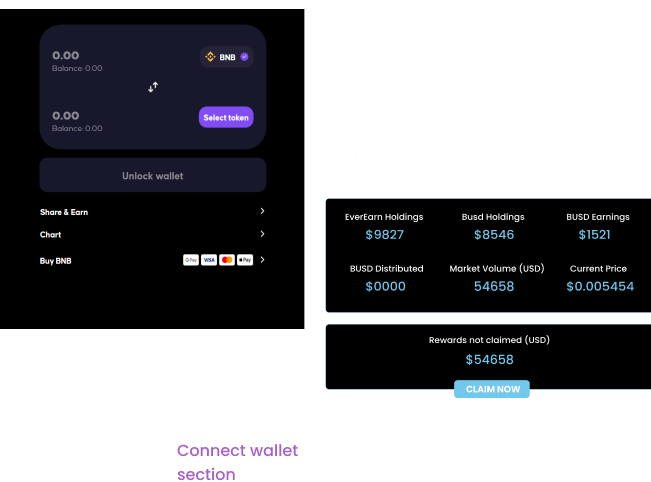 0.00
BNB
Balance: 0.00
0.00
Select token
Balance: 0.00
Unlock wallet
Share & Earn
Chart
Buy BNB
G Pay VISA mastercard Pay
EverEarn Holdings Busd Holdings BUSD Earnings
$9827 $8546 $1521
BUSD Distributed Market Volume (USD) Current Price
$0000 54658 $0.005454
Rewards not claimed (USD)
$54658
CLAIM NOW
Connect wallet
section